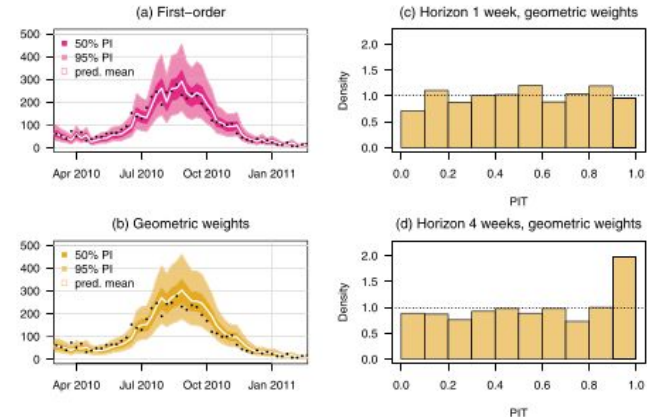 (a) First−order
500
400
300
200
100
0
50% PI
95% PI
pred. mean
Apr 2010
Jul 2010
Oct 2010
Jan 2011
(c) Horizon 1 week, geometric weights
Density
2.0
1.5
1.0
0.5
0.0
0.0
0.2
0.4
0.6
0.8
1.0
PIT
(b) Geometric weights
500
400
300
200
100
0
50% PI
95% PI
pred. mean
Apr 2010
Jul 2010
Oct 2010
Jan 2011
(d) Horizon 4 weeks, geometric weights
Density
2.0
1.5
1.0
0.5
0.0
0.0
0.2
0.4
0.6
0.8
1.0
PIT